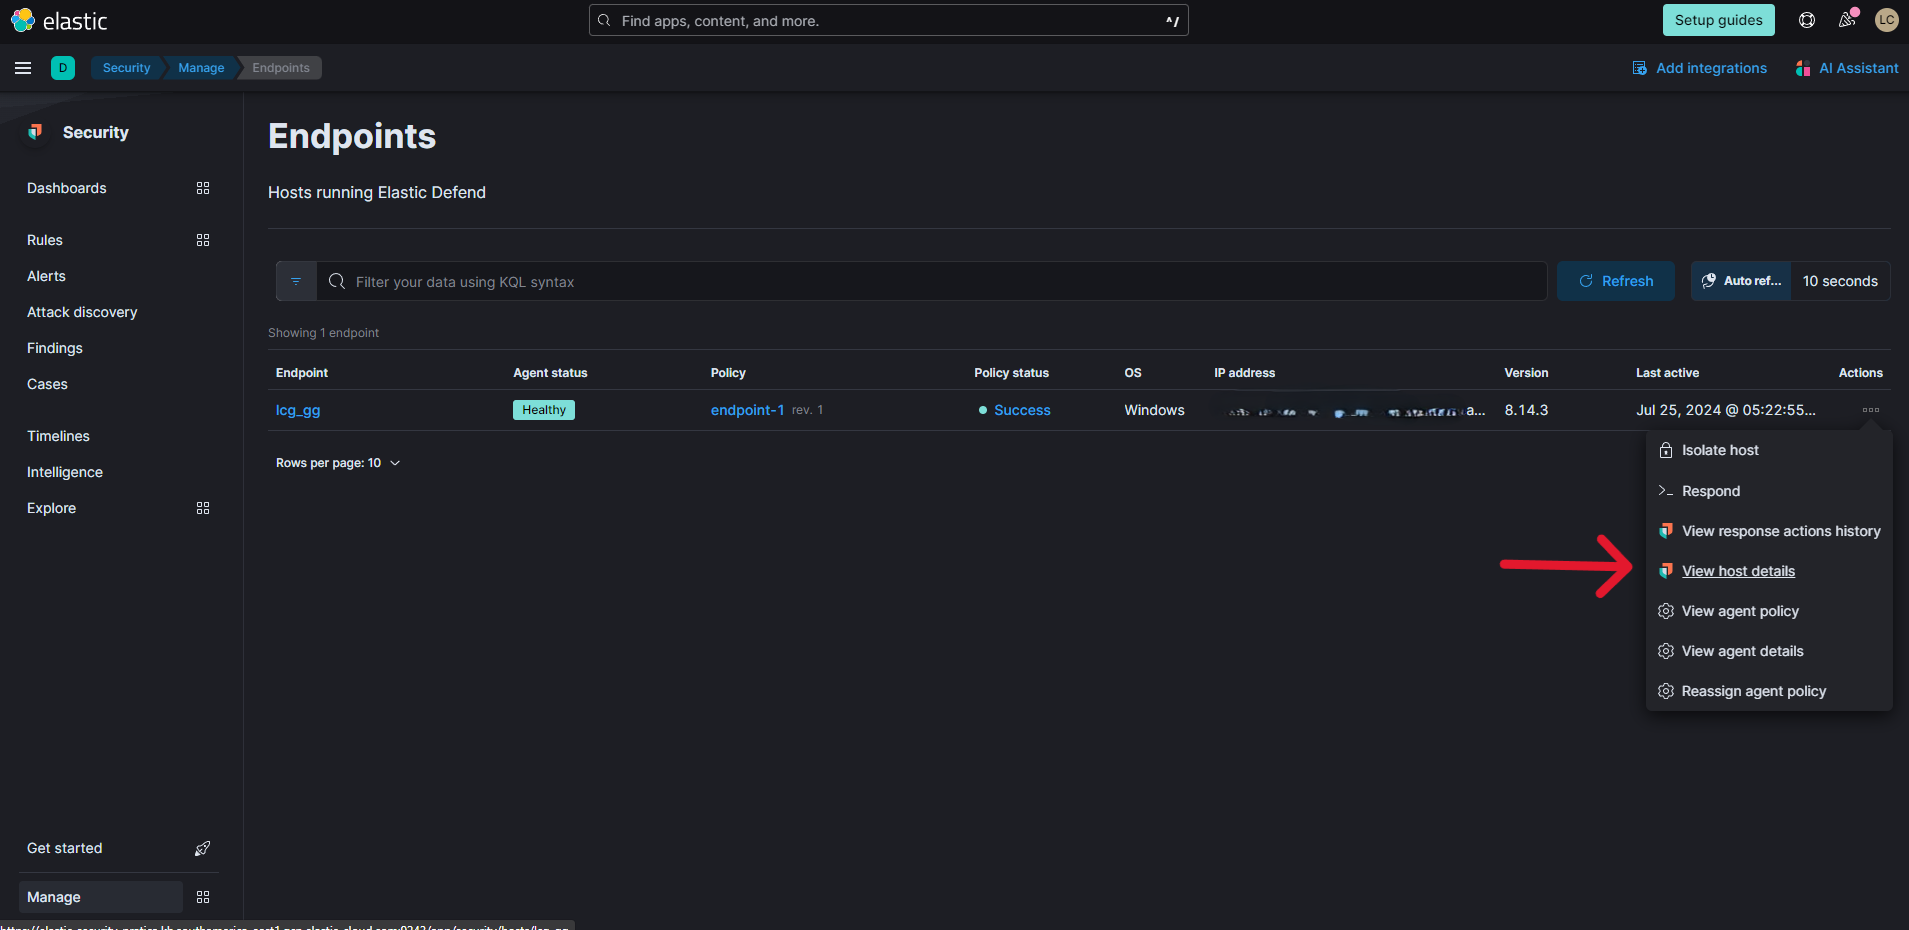 elastic
Find apps, content, and more.
^/
Setup guides
LC
D
Security
Manage
Endpoints
Add integrations
AI Assistant
Security
Dashboards
Rules
Alerts
Attack discovery
Findings
Cases
Timelines
Intelligence
Explore
Get started
Manage
Endpoints
Hosts running Elastic Defend
Filter your data using KQL syntax
Refresh
Auto ref...
10 seconds
Showing 1 endpoint
Endpoint Agent status Policy Policy status OS IP address Version Last active Actions
lcg_gg Healthy endpoint-1 rev. 1 Success Windows a... 8.14.3 Jul 25, 2024 @ 05:22:55...
Rows per page: 10
Isolate host
Respond
View response actions history
View host details
View agent policy
View agent details
Reassign agent policy